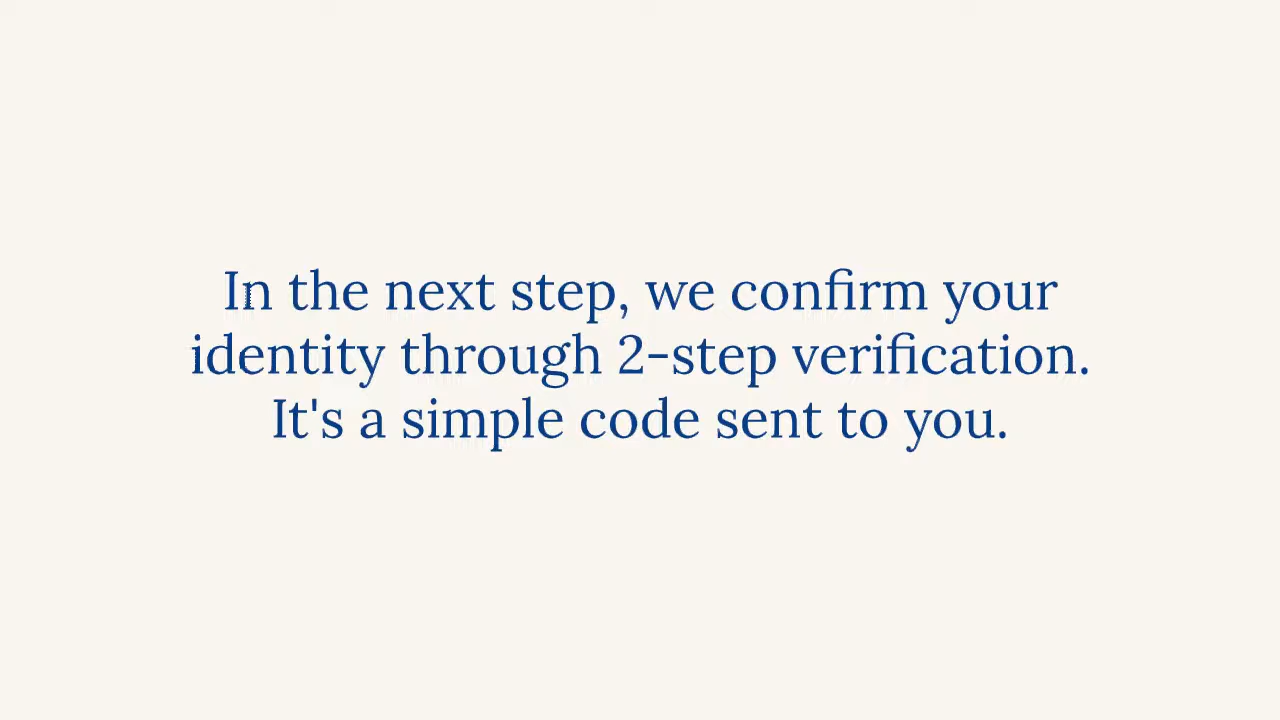 In the next step, we confirm your
identity through 2-step verification.
It's a simple code sent to you.